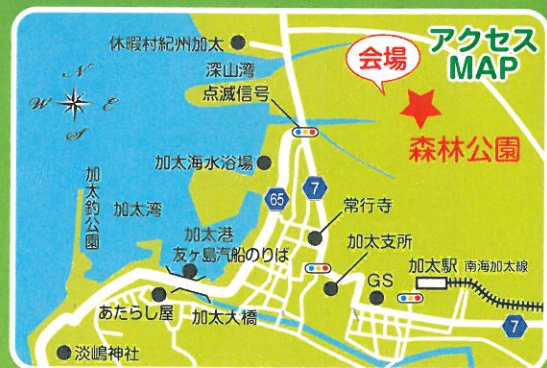 アクセス
MAP
会場
森林公園
休暇村紀州加太
深山湾
点滅信号
N
W
E
S
加太海水浴場
65
7
加太釣公園
加太湾
加太港
友ヶ島汽船のりば
常行寺
加太支所
GS
加太駅 南海加太線
あたらし屋
加太大橋
7
淡嶋神社